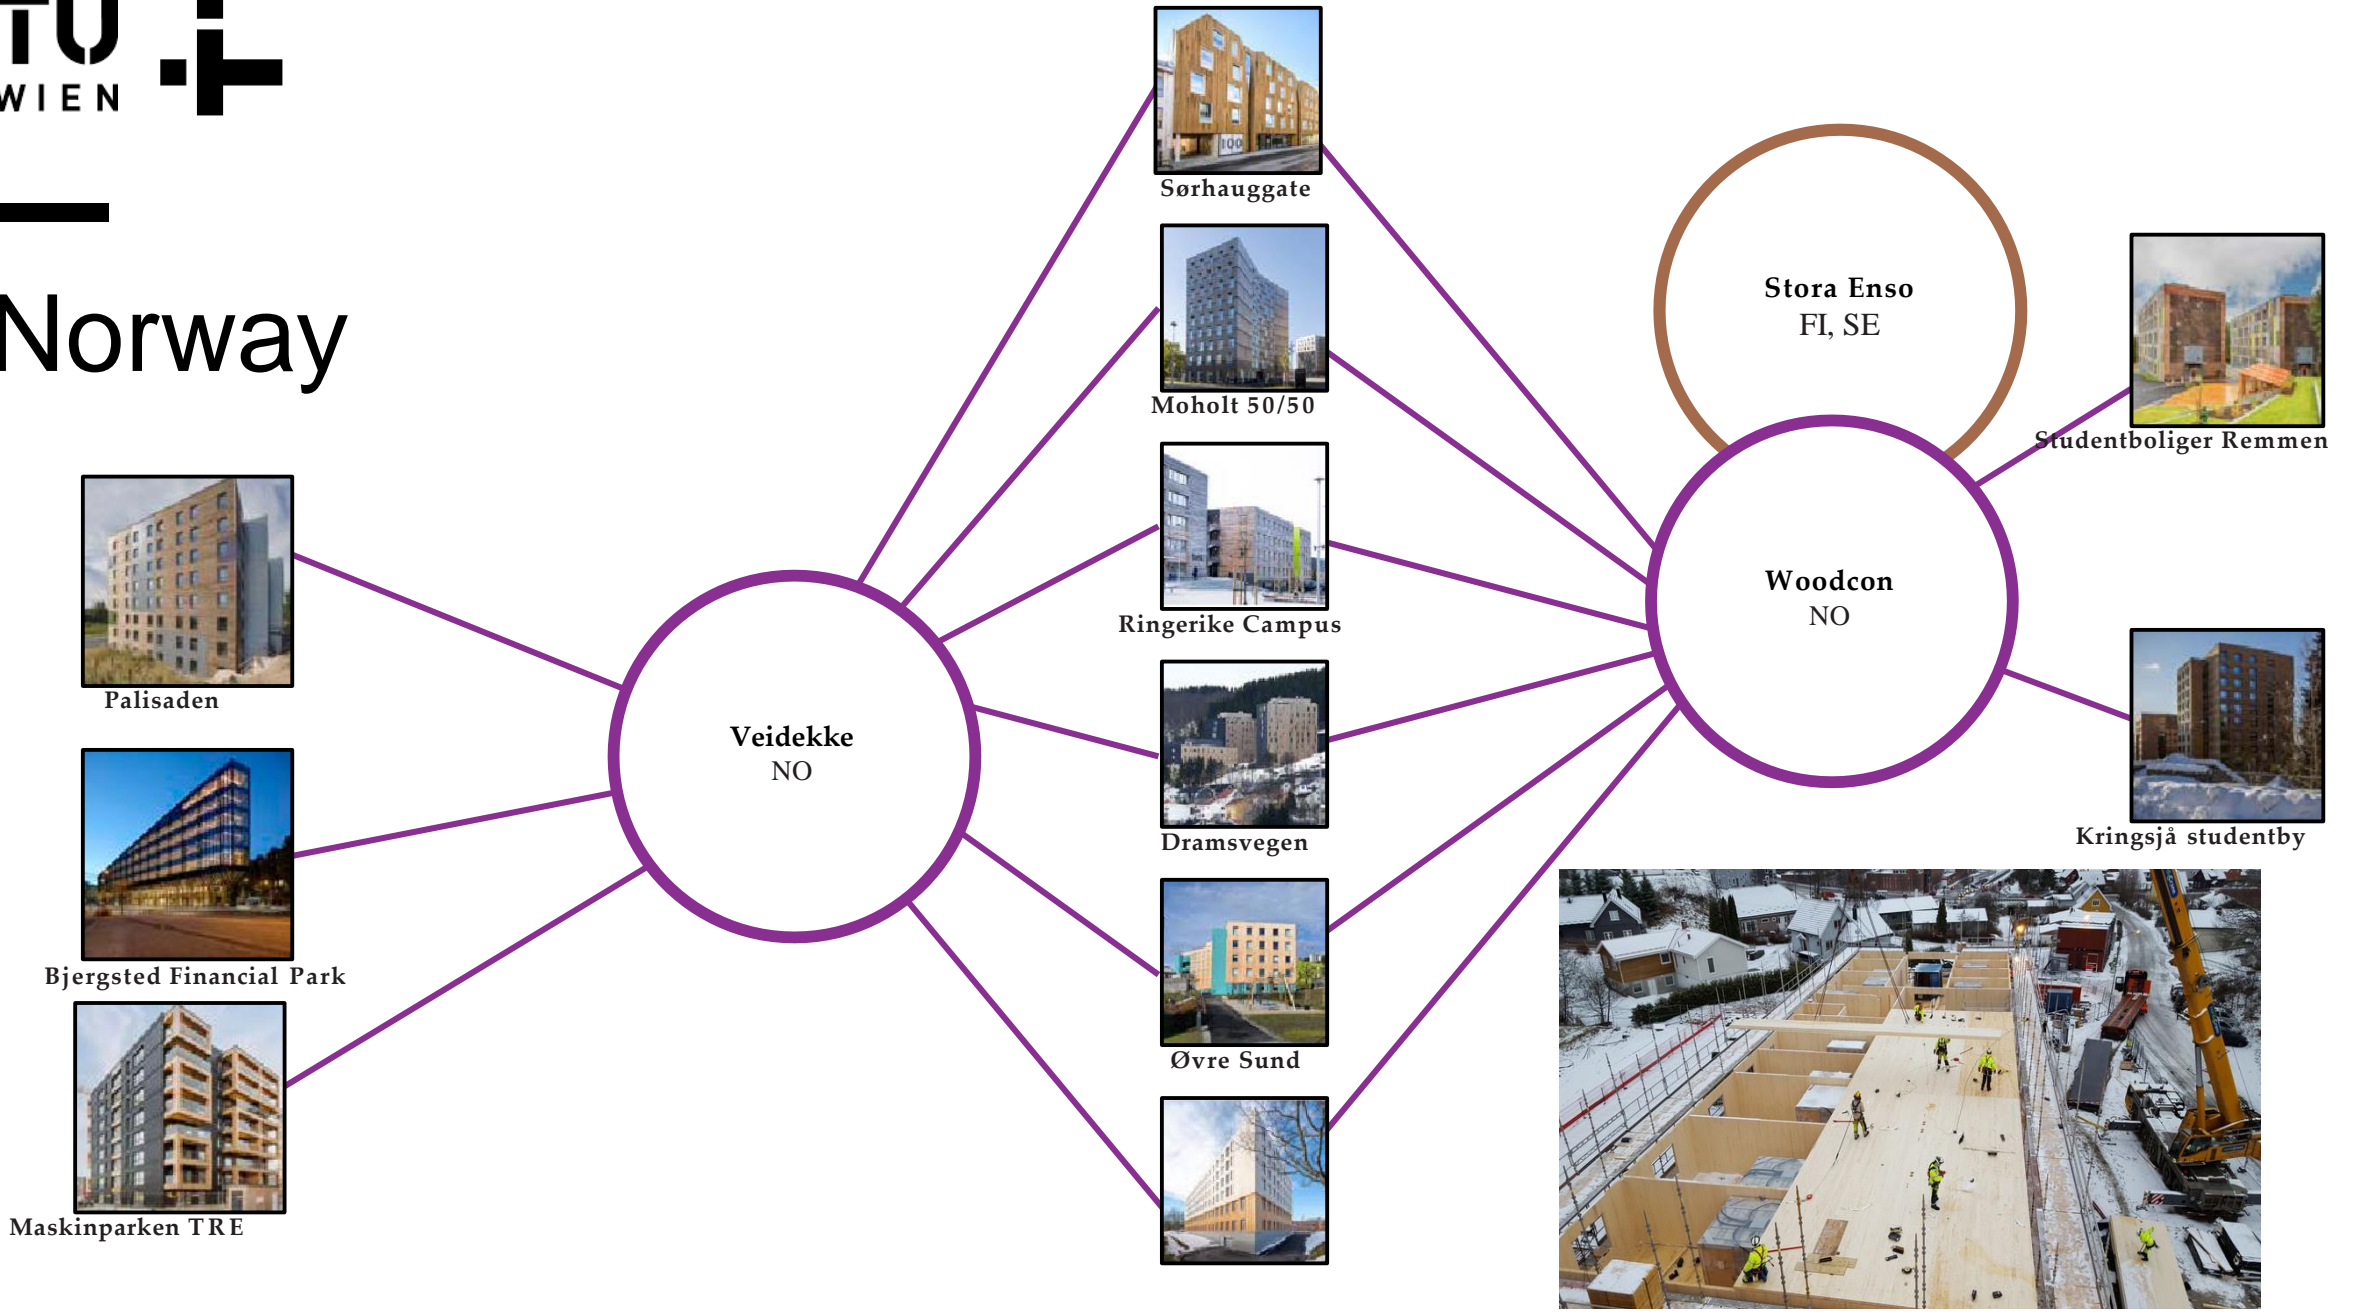 TU
WIEN
Norway
Sørhauggate
Moholt 50/50
Ringerike Campus
Dramsvegen
Øvre Sund
Palisaden
Bjergsted Financial Park
Maskinparken TRE
Veidekke
NO
Stora Enso
FI, SE
Woodcon
NO
Studentboliger Remmen
Kringsjå studentby
100